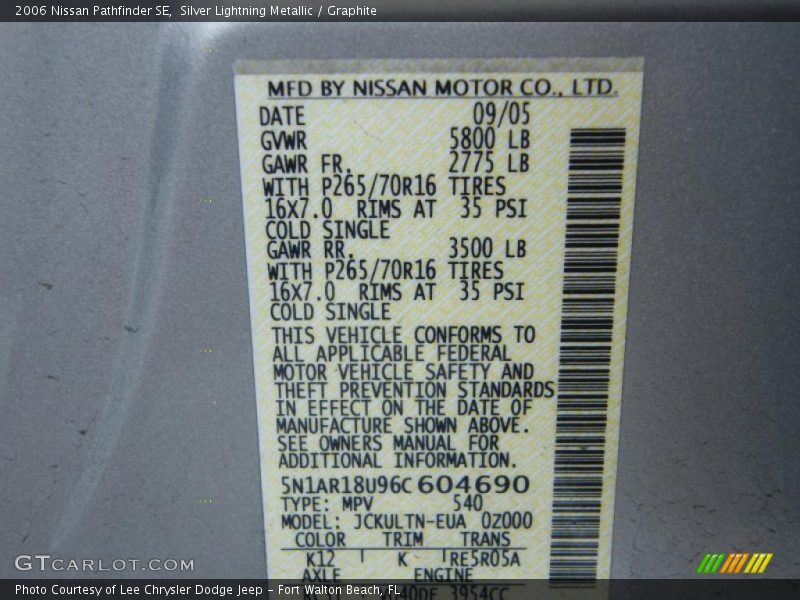 2006 Nissan Pathfinder SE, Silver Lightning Metallic / Graphite
MFD BY NISSAN MOTOR CO., LTD.
DATE 09/05
GVWR 5800 LB
GAWR FR. 2775 LB
WITH P265/70R16 TIRES
16X7.0 RIMS AT 35 PSI
COLD SINGLE
GAWR RR. 3500 LB
WITH P265/70R16 TIRES
16X7.0 RIMS AT 35 PSI
COLD SINGLE
THIS VEHICLE CONFORMS TO
ALL APPLICABLE FEDERAL
MOTOR VEHICLE SAFETY AND
THEFT PREVENTION STANDARDS
IN EFFECT ON THE DATE OF
MANUFACTURE SHOWN ABOVE.
SEE OWNERS MANUAL FOR
ADDITIONAL INFORMATION.
5N1AR18U96C604690
TYPE: MPV 540
MODEL: JCKULTN-EUA 0Z000
COLOR TRIM TRANS
K12 K RE5R05A
AXLE ENGINE
3954CC
GTCARLOT.COM
Photo Courtesy of Lee Chrysler Dodge Jeep - Fort Walton Beach, FL